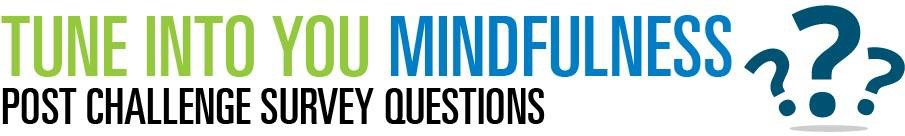 TUNE INTO YOU MINDFULNESS
POST CHALLENGE SURVEY QUESTIONS
???